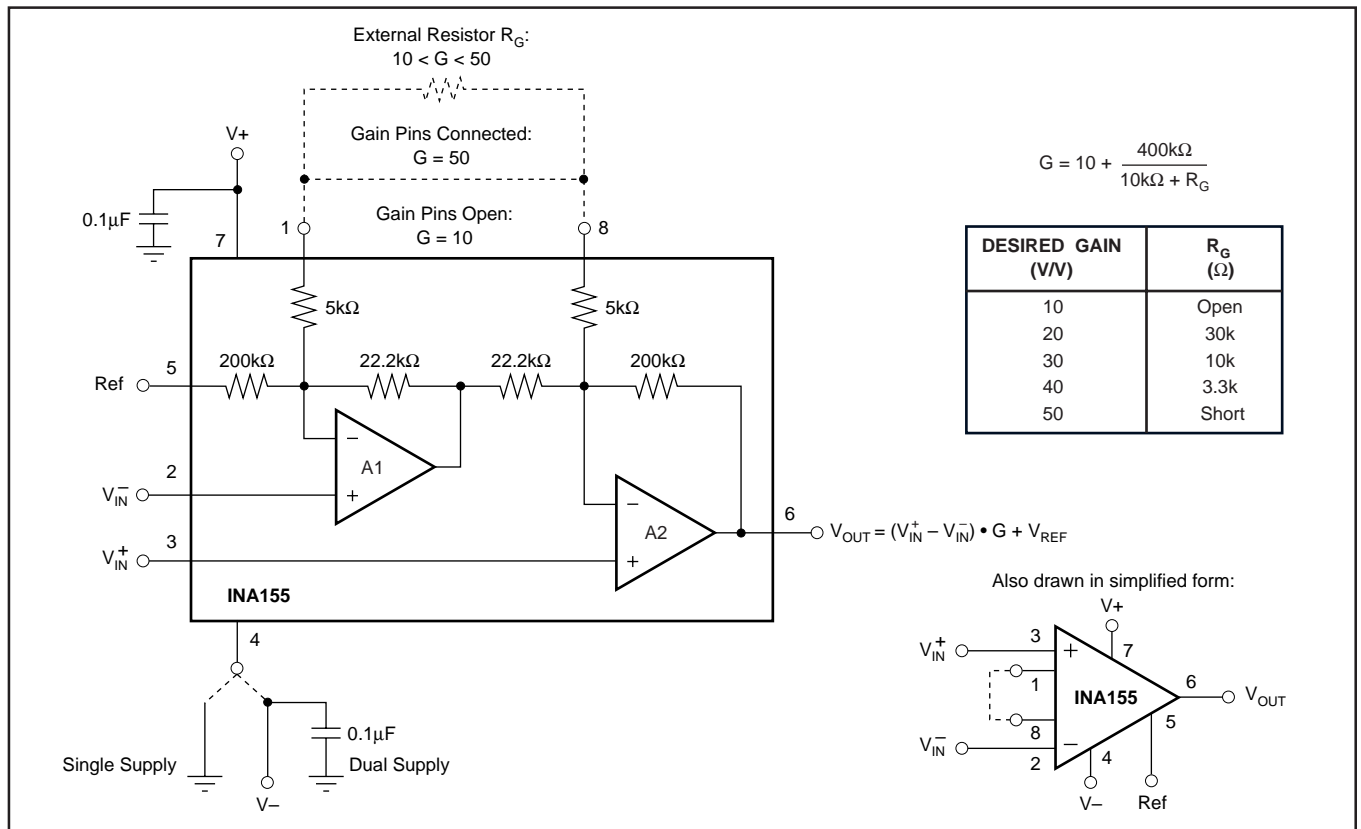 External Resistor R_G:
10 < G < 50
Gain Pins Connected:
G = 50
Gain Pins Open:
G = 10
V+
0.1µF
7
1
8
5kΩ
5kΩ
200kΩ
22.2kΩ
22.2kΩ
200kΩ
Ref
5
A1
−
+
2
V_IN^−
3
V_IN^+
A2
−
+
6
V_OUT = (V_IN^+ – V_IN^−) • G + V_REF
INA155
4
0.1µF
Single Supply
Dual Supply
V–
G = 10 + 400kΩ / 10kΩ + R_G
DESIRED GAIN (V/V) R_G (Ω)
10 Open
20 30k
30 10k
40 3.3k
50 Short
Also drawn in simplified form:
V+
7
V_IN^+
3
+
1
INA155
6
V_OUT
8
5
V_IN^−
2
−
4
V–
Ref